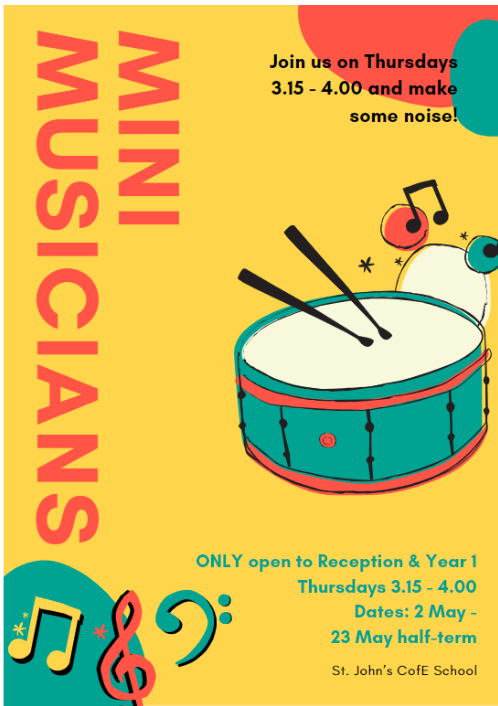 MINI
MUSICIANS
Join us on Thursdays
3.15 - 4.00 and make
some noise!
ONLY open to Reception & Year 1
Thursdays 3.15 - 4.00
Dates: 2 May -
23 May half-term
St. John's CofE School